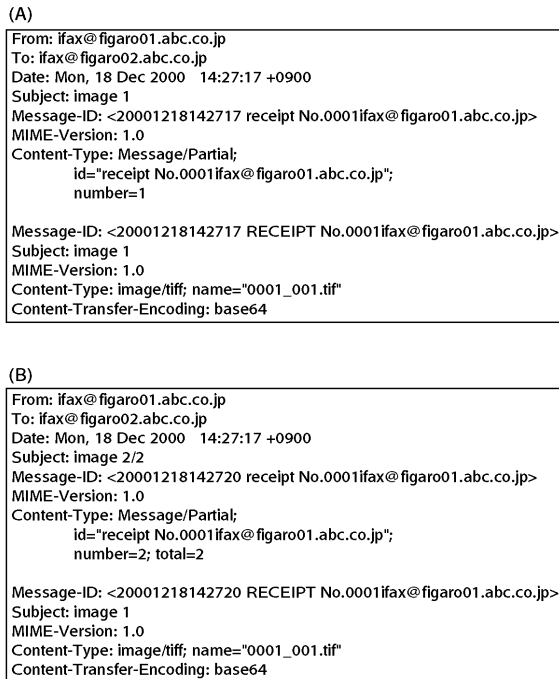 (A)
From: ifax@figaro01.abc.co.jp
To: ifax@figaro02.abc.co.jp
Date: Mon, 18 Dec 2000   14:27:17 +0900
Subject: image 1
Message-ID: <20001218142717 receipt No.0001ifax@figaro01.abc.co.jp>
MIME-Version: 1.0
Content-Type: Message/Partial;
id="receipt No.0001ifax@figaro01.abc.co.jp";
number=1
Message-ID: <20001218142717 RECEIPT No.0001ifax@figaro01.abc.co.jp>
Subject: image 1
MIME-Version: 1.0
Content-Type: image/tiff; name="0001_001.tif"
Content-Transfer-Encoding: base64
(B)
From: ifax@figaro01.abc.co.jp
To: ifax@figaro02.abc.co.jp
Date: Mon, 18 Dec 2000   14:27:17 +0900
Subject: image 2/2
Message-ID: <20001218142720 receipt No.0001ifax@figaro01.abc.co.jp>
MIME-Version: 1.0
Content-Type: Message/Partial;
id="receipt No.0001ifax@figaro01.abc.co.jp";
number=2; total=2
Message-ID: <20001218142720 RECEIPT No.0001ifax@figaro01.abc.co.jp>
Subject: image 1
MIME-Version: 1.0
Content-Type: image/tiff; name="0001_001.tif"
Content-Transfer-Encoding: base64